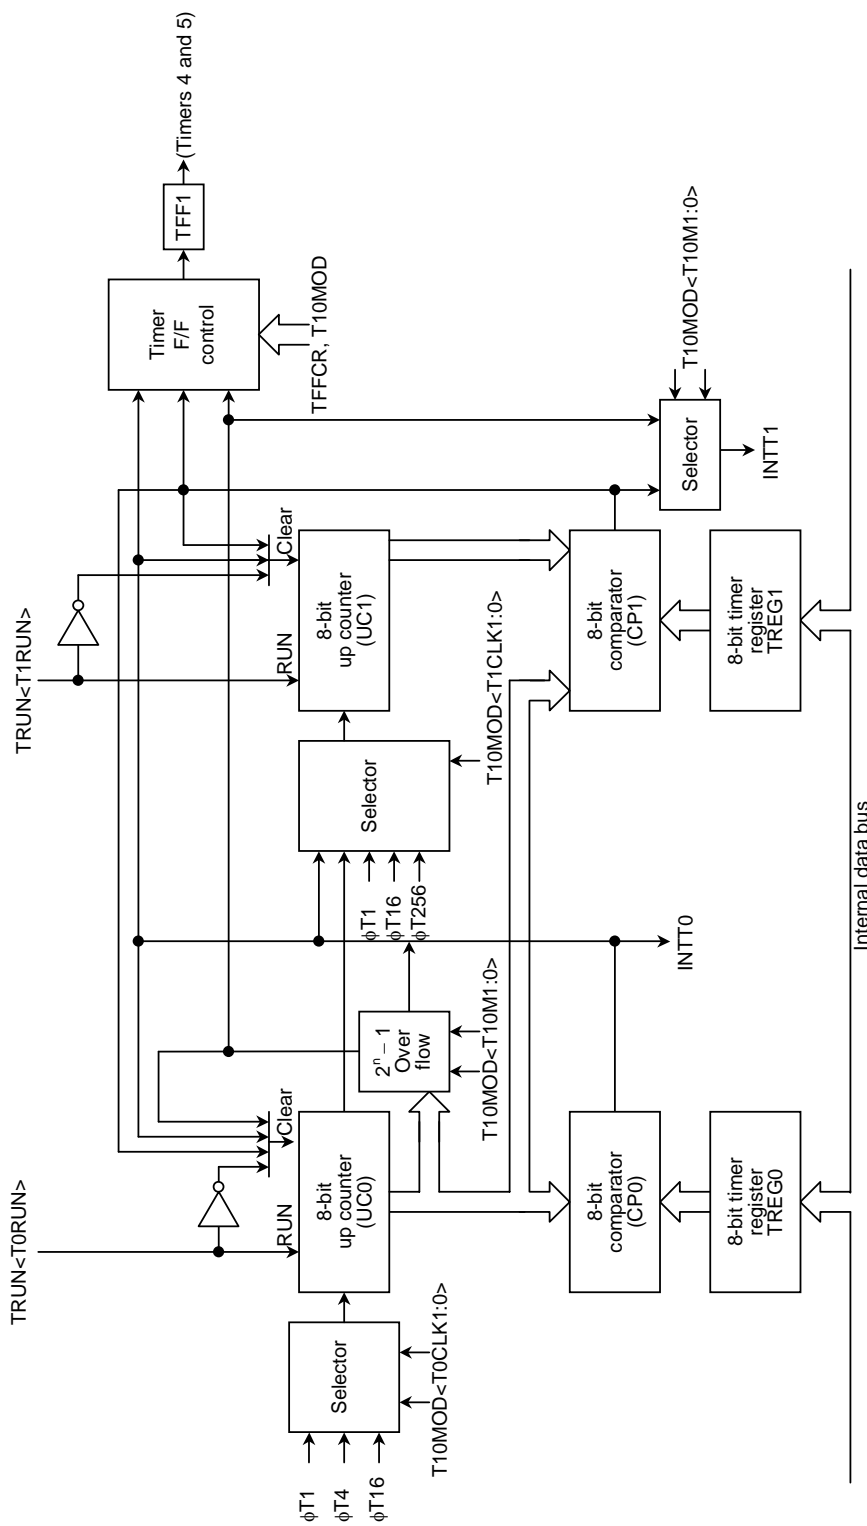 TRUN<T0RUN>
TRUN<T1RUN>
(Timers 4 and 5)
TFF1
Timer
F/F
control
TFFCR, T10MOD
φT1
φT4
φT16
Selector
T10MOD<T0CLK1:0>
RUN
Clear
8-bit
up counter
(UC0)
2ⁿ − 1
Over
flow
T10MOD<T10M1:0>
φT1
φT16
φT256
Selector
T10MOD<T1CLK1:0>
RUN
Clear
8-bit
up counter
(UC1)
8-bit
comparator
(CP0)
INTT0
8-bit
comparator
(CP1)
Selector
T10MOD<T10M1:0>
INTT1
8-bit timer
register
TREG0
8-bit timer
register
TREG1
Internal data bus